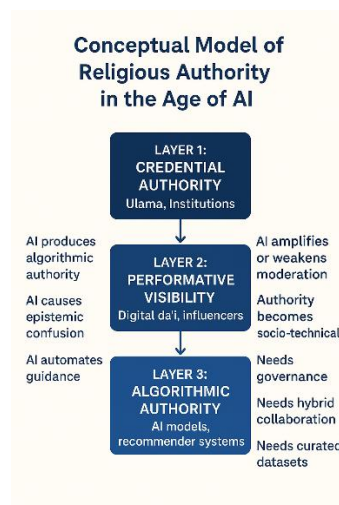 Conceptual Model of
Religious Authority
in the Age of AI
LAYER 1:
CREDENTIAL
AUTHORITY
Ulama, Institutions
AI produces
algorithmic
authority
AI causes
epistemic
confusion
AI automates
guidance
LAYER 2:
PERFORMATIVE
VISIBILITY
Digital da'i, influencers
AI amplifies
or weakens
moderation
Authority
becomes
socio-technical
LAYER 3:
ALGORITHMIC
AUTHORITY
AI models,
recommender systems
Needs
governance
Needs hybrid
collaboration
Needs curated
datasets